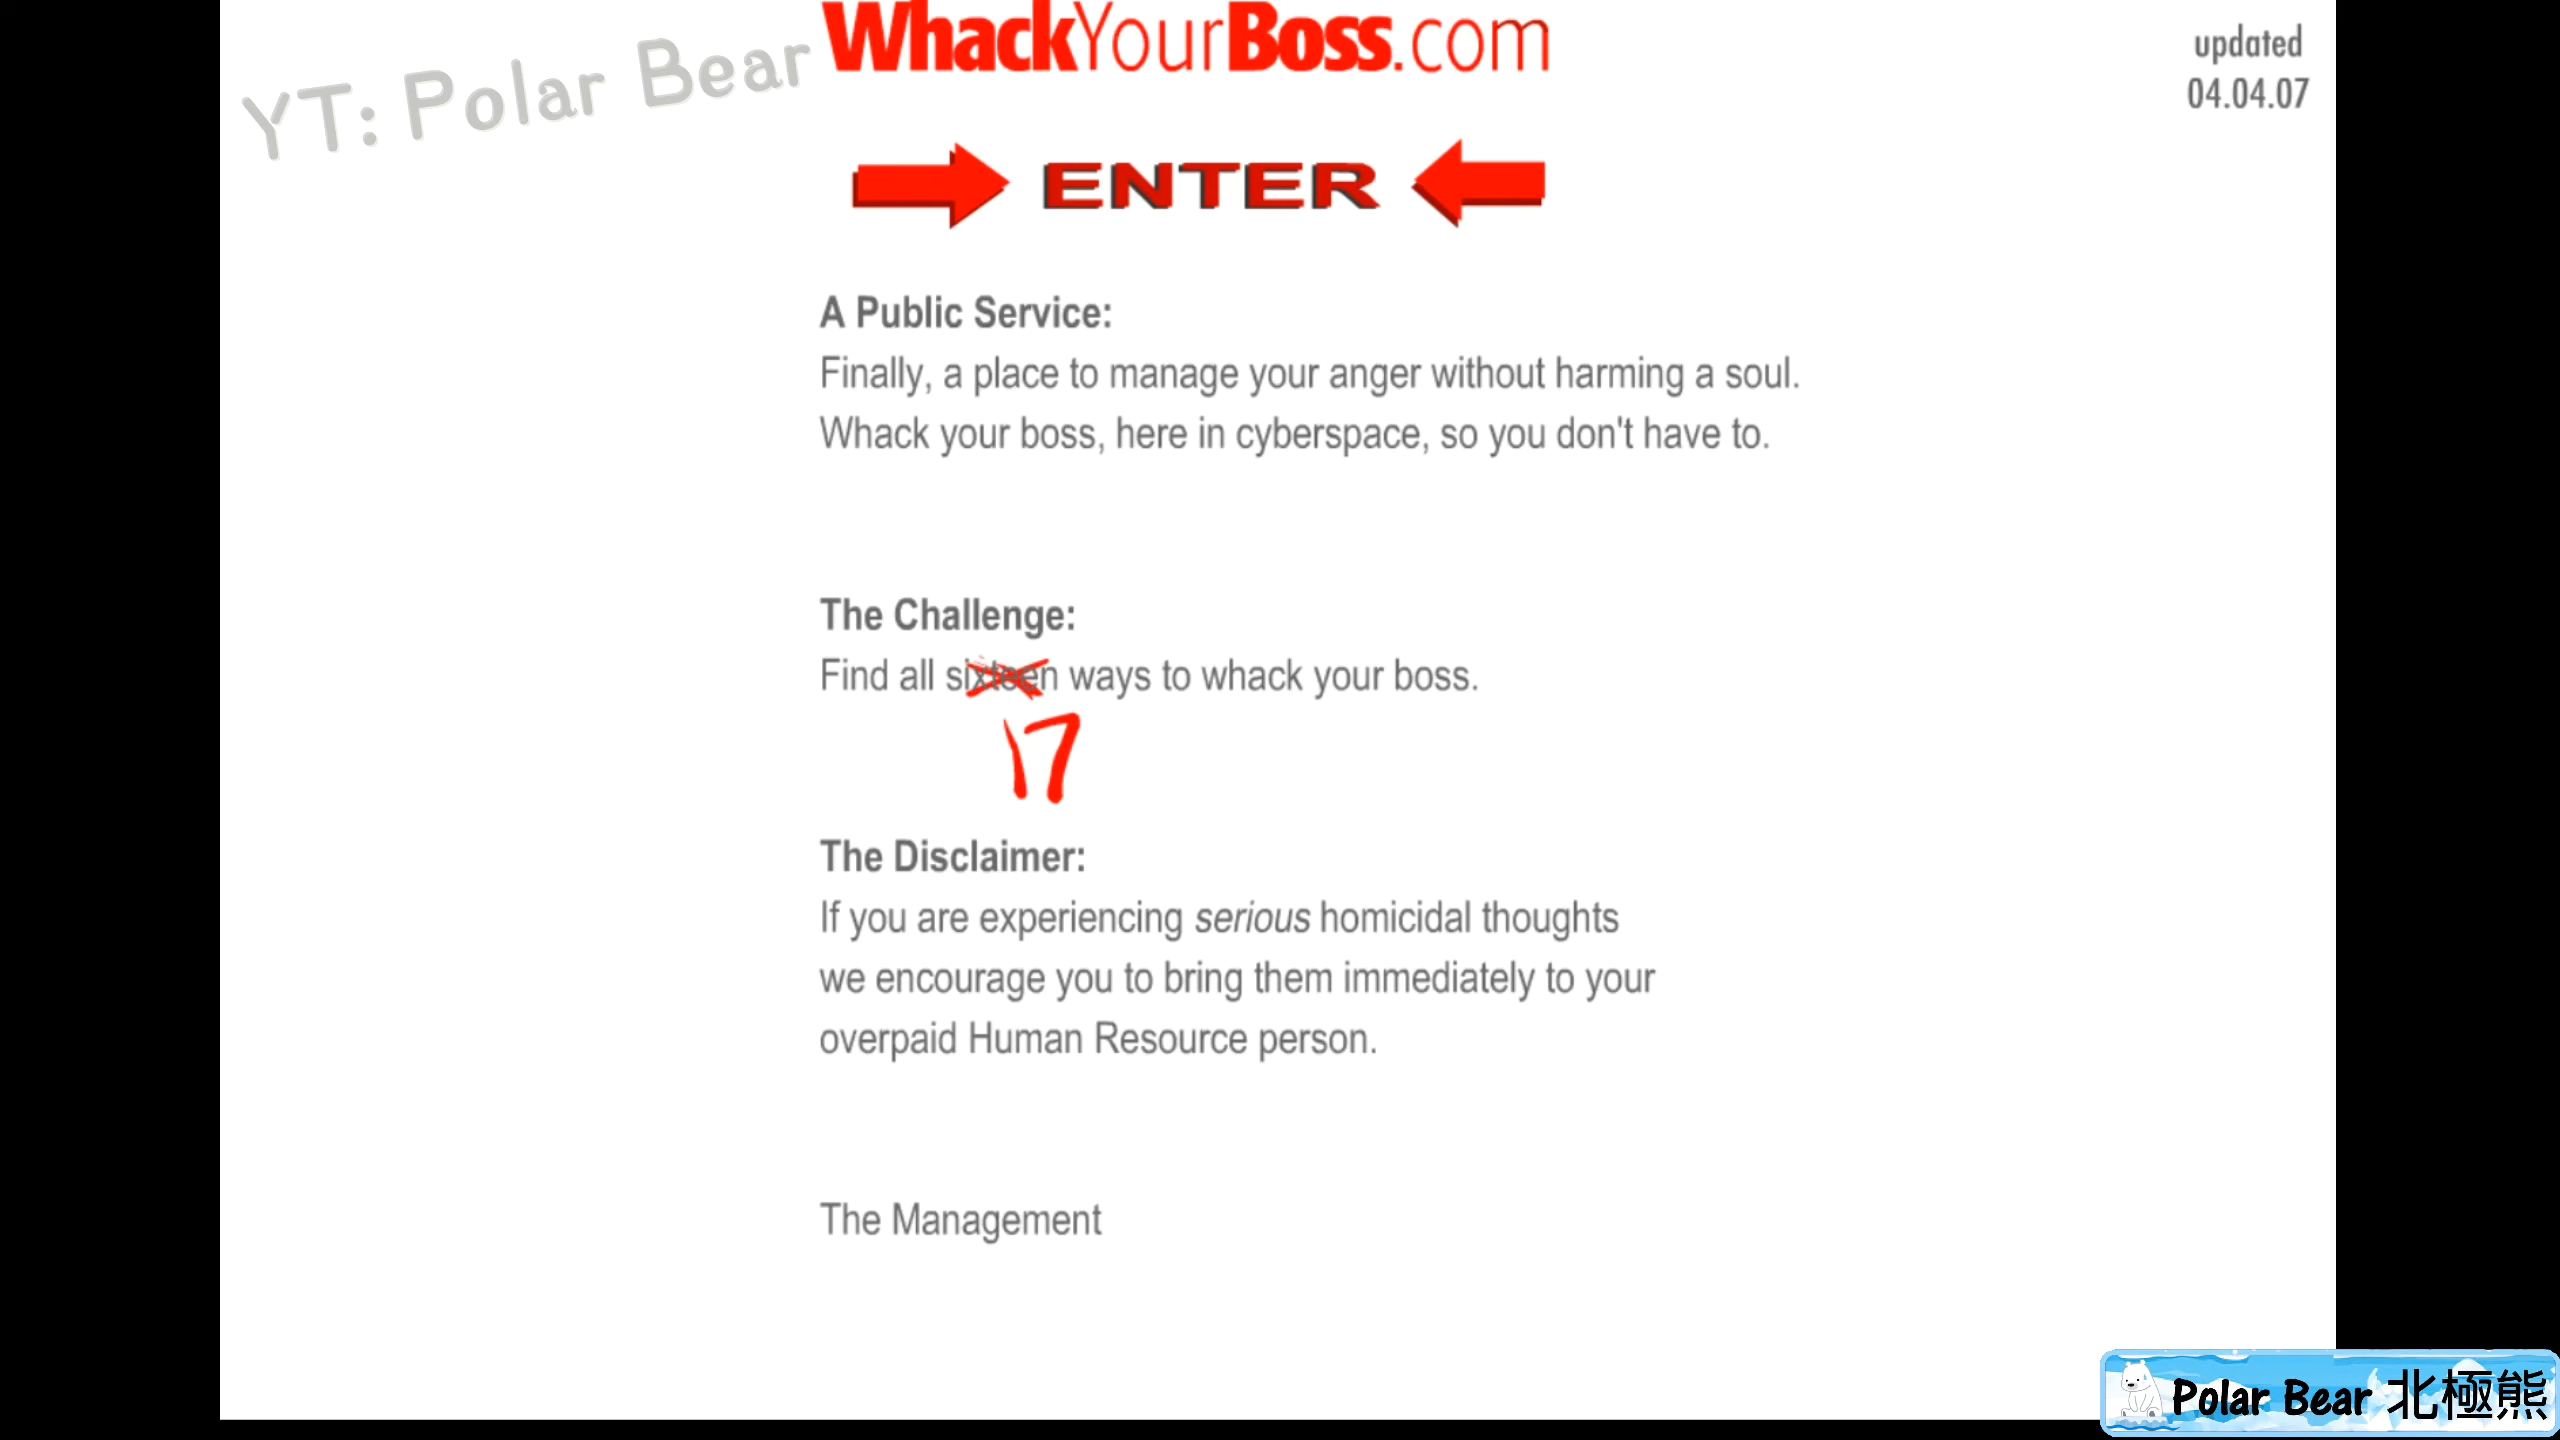 WhackYourBoss.com
YT: Polar Bear
updated
04.04.07
ENTER
A Public Service:
Finally, a place to manage your anger without harming a soul.
Whack your boss, here in cyberspace, so you don't have to.
The Challenge:
Find all sixteen ways to whack your boss.
17
The Disclaimer:
If you are experiencing serious homicidal thoughts
we encourage you to bring them immediately to your
overpaid Human Resource person.
The Management
Polar Bear 北極熊